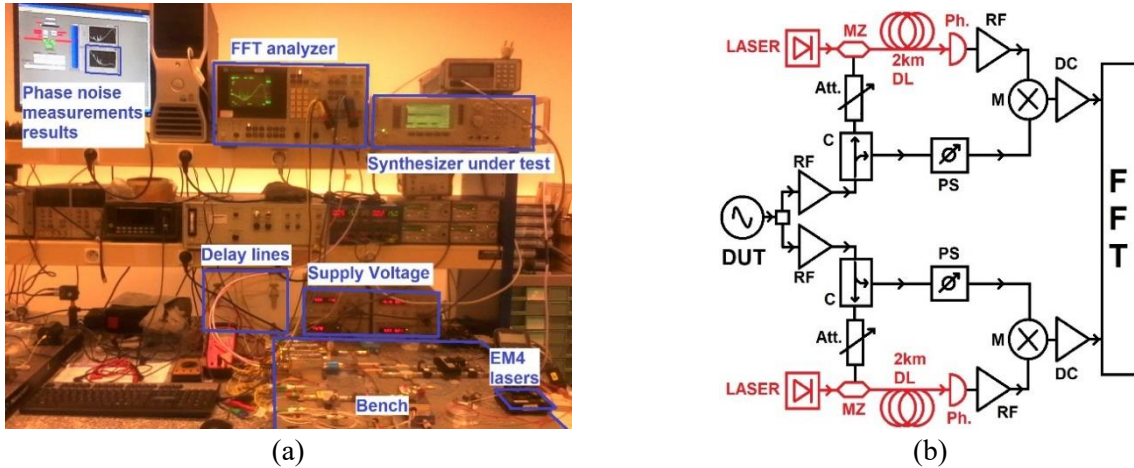 Phase noise
measurements
results
FFT analyzer
Synthesizer under test
Delay lines
Supply Voltage
EM4
lasers
Bench
(a)
LASER
MZ
2km
DL
Ph.
RF
Att.
C
RF
PS
M
DC
DUT
FFT
RF
C
PS
Att.
M
DC
LASER
MZ
2km
DL
Ph.
RF
(b)